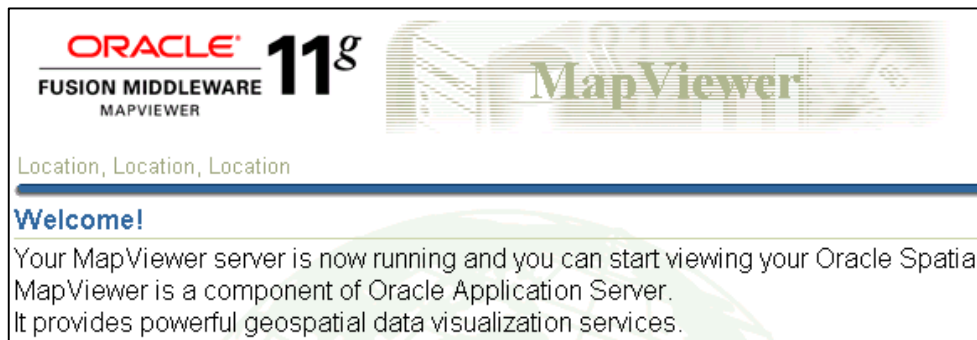 ORACLE 11g
FUSION MIDDLEWARE
MAPVIEWER
MapViewer
Location, Location, Location
Welcome!
Your MapViewer server is now running and you can start viewing your Oracle Spatia
MapViewer is a component of Oracle Application Server.
It provides powerful geospatial data visualization services.